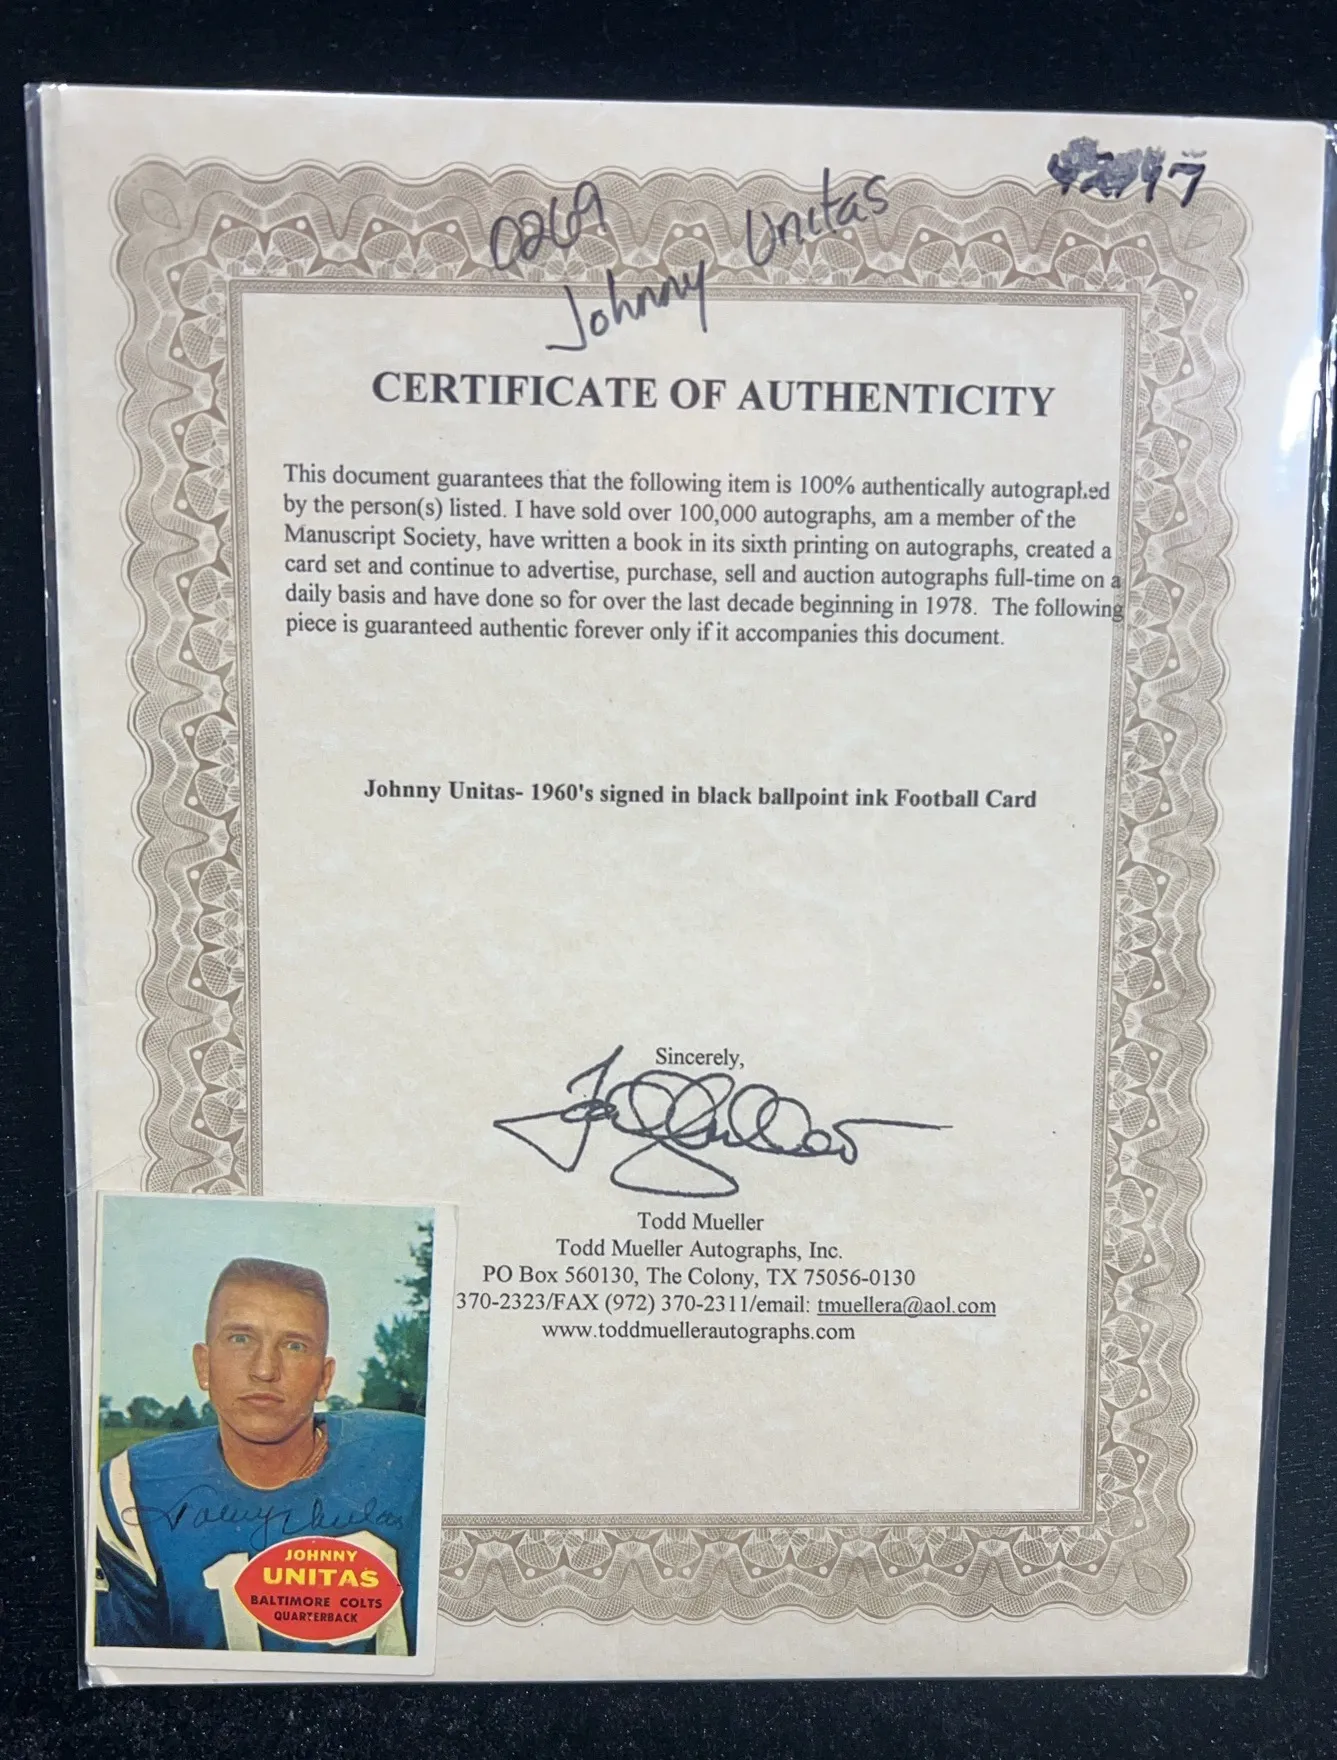 0269
Johnny Unitas
CERTIFICATE OF AUTHENTICITY
This document guarantees that the following item is 100% authentically autographed
by the person(s) listed. I have sold over 100,000 autographs, am a member of the
Manuscript Society, have written a book in its sixth printing on autographs, created a
card set and continue to advertise, purchase, sell and auction autographs full-time on a
daily basis and have done so for over the last decade beginning in 1978. The following
piece is guaranteed authentic forever only if it accompanies this document.
Johnny Unitas- 1960's signed in black ballpoint ink Football Card
Sincerely,
Todd Mueller
Todd Mueller Autographs, Inc.
PO Box 560130, The Colony, TX 75056-0130
370-2323/FAX (972) 370-2311/email: tmuellera@aol.com
www.toddmuellerautographs.com
Johnny Unitas
JOHNNY
UNITAS
BALTIMORE COLTS
QUARTERBACK